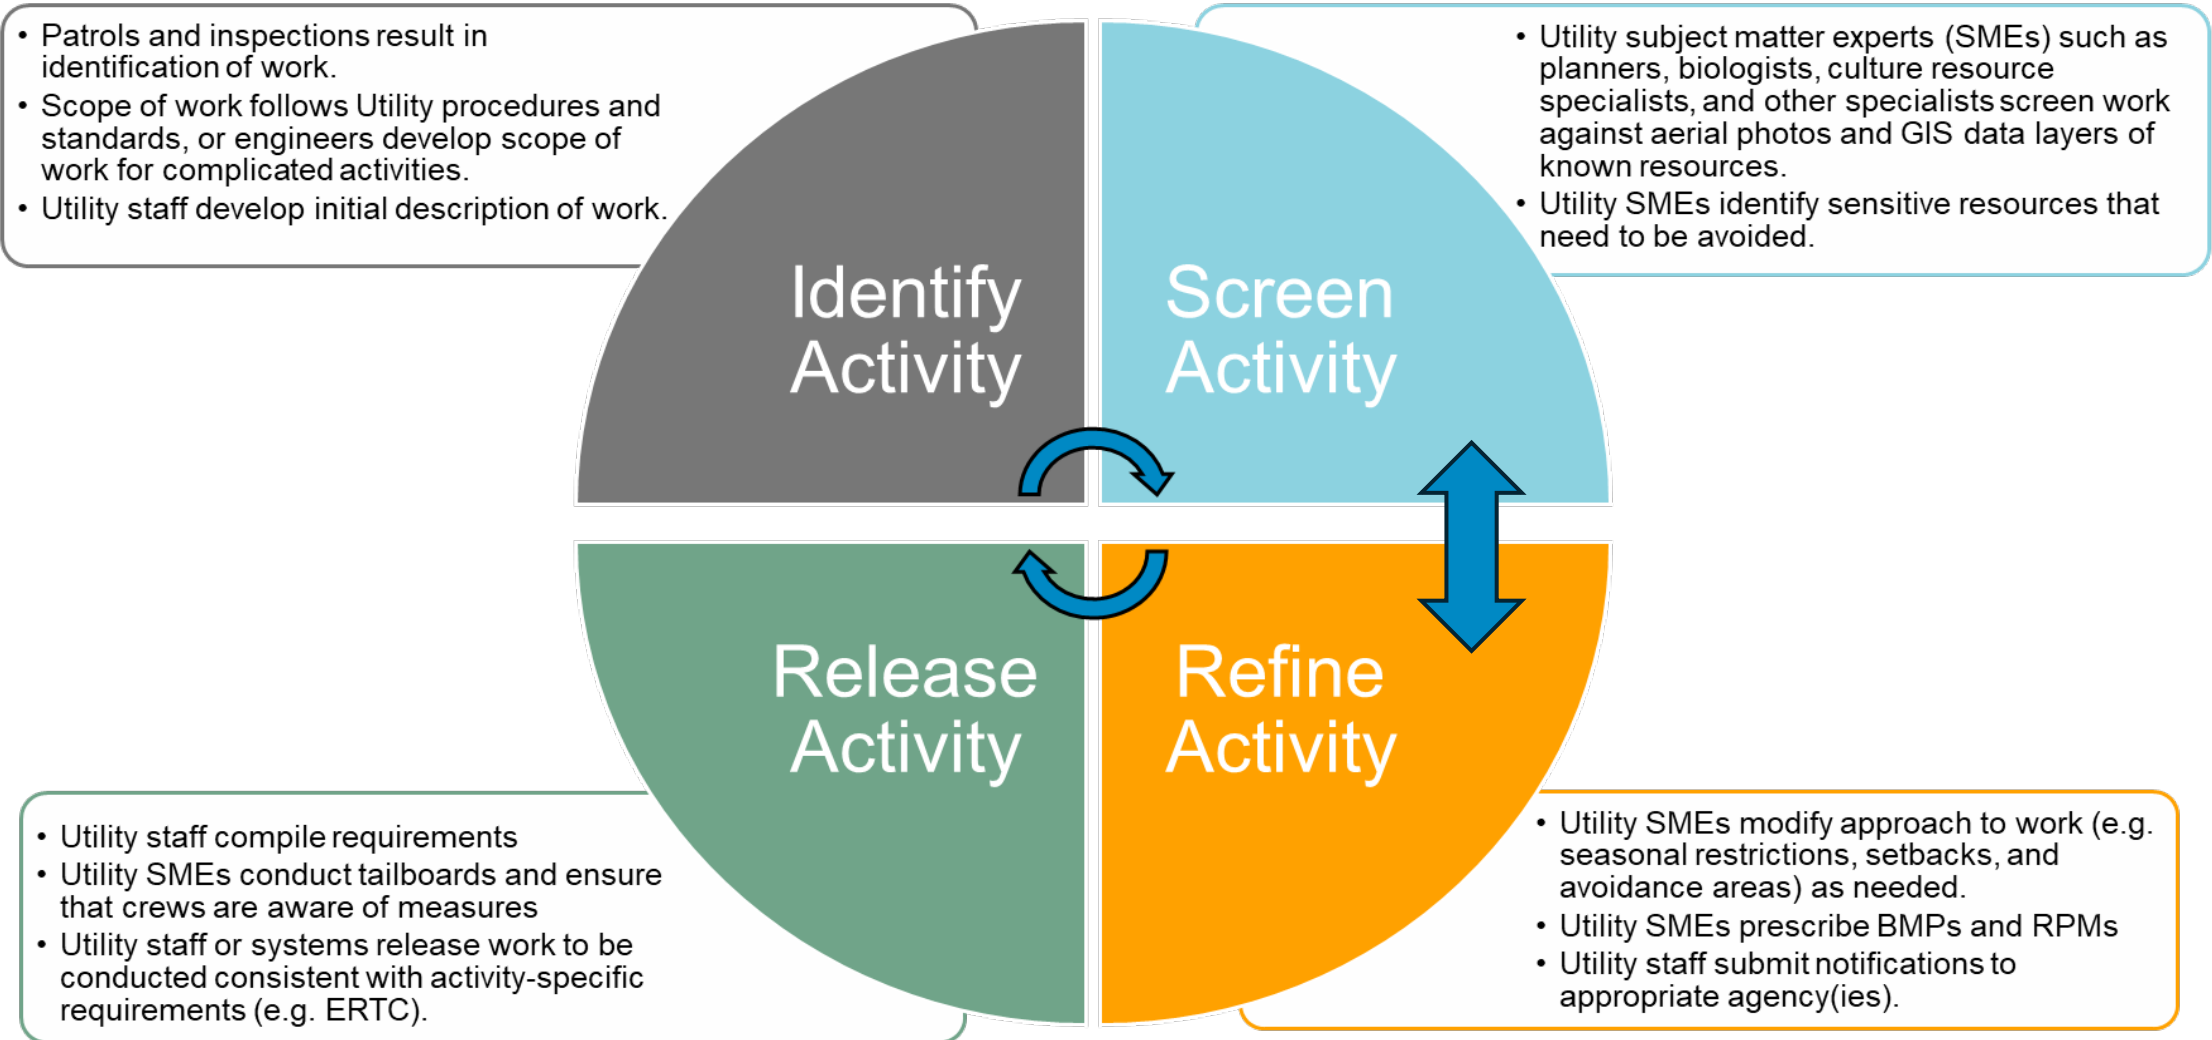 • Patrols and inspections result in
identification of work.
• Scope of work follows Utility procedures and
standards, or engineers develop scope of
work for complicated activities.
• Utility staff develop initial description of work.
• Utility subject matter experts (SMEs) such as
planners, biologists, culture resource
specialists, and other specialists screen work
against aerial photos and GIS data layers of
known resources.
• Utility SMEs identify sensitive resources that
need to be avoided.
Identify
Activity
Screen
Activity
Release
Activity
Refine
Activity
• Utility staff compile requirements
• Utility SMEs conduct tailboards and ensure
that crews are aware of measures
• Utility staff or systems release work to be
conducted consistent with activity-specific
requirements (e.g. ERTC).
• Utility SMEs modify approach to work (e.g.
seasonal restrictions, setbacks, and
avoidance areas) as needed.
• Utility SMEs prescribe BMPs and RPMs
• Utility staff submit notifications to
appropriate agency(ies).